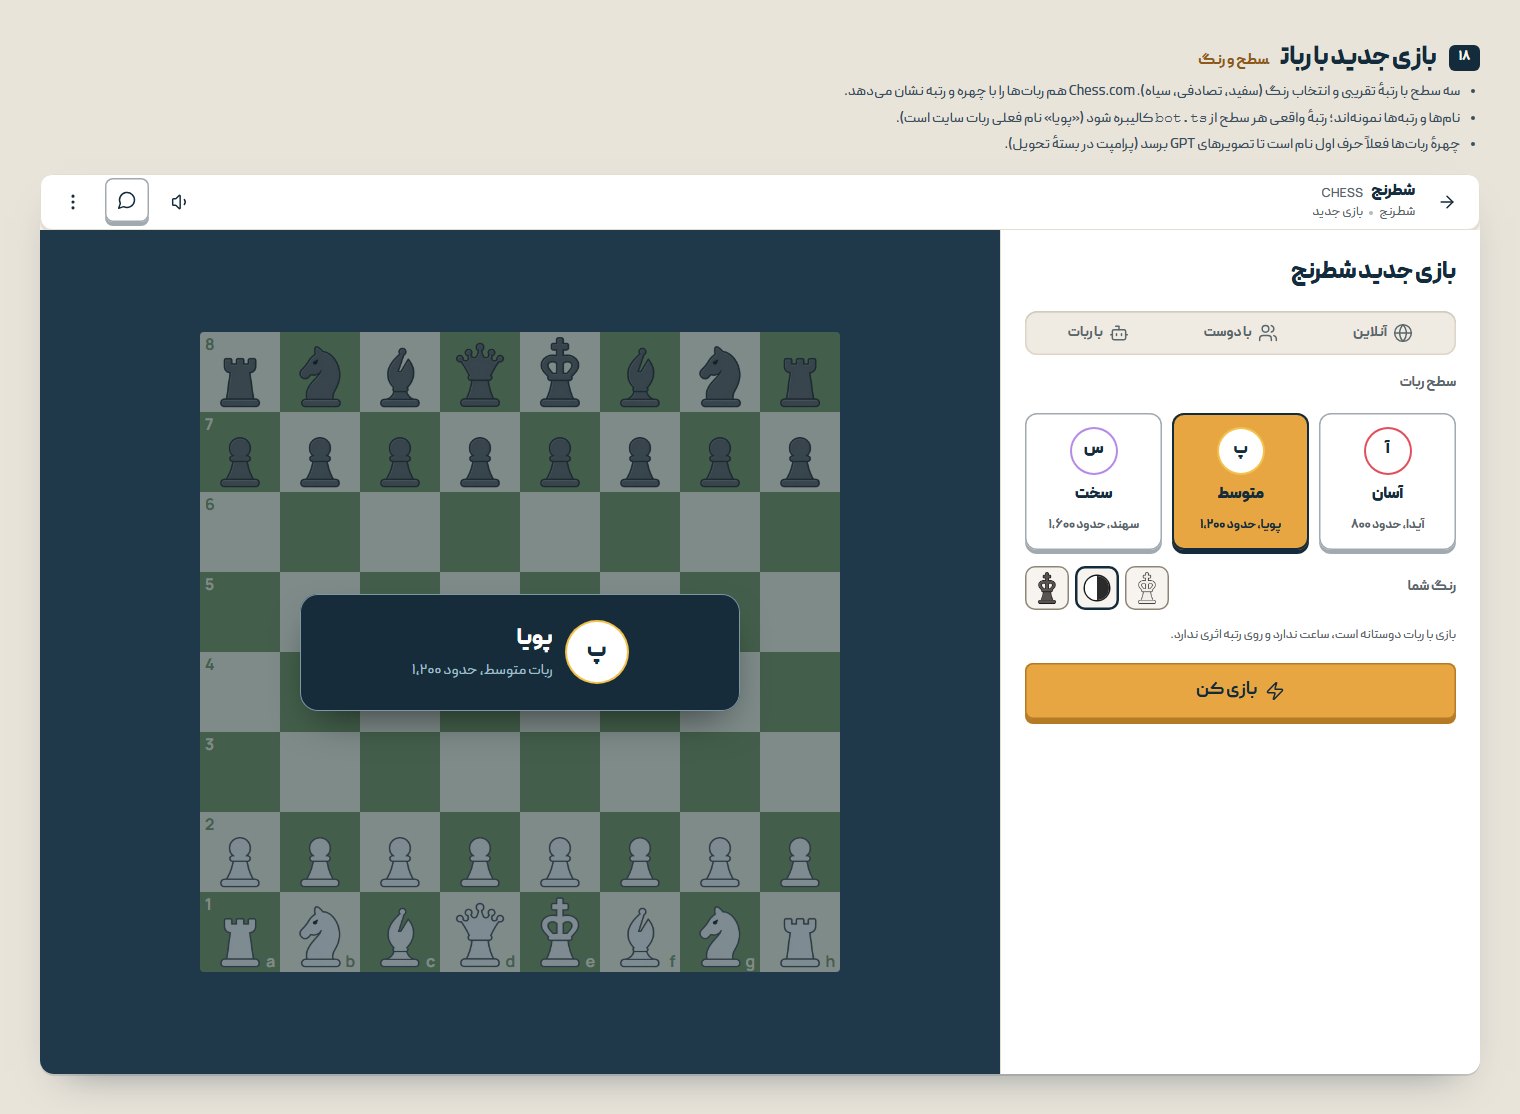 ۱۸ بازی جدید با ربات سطح و رنگ
• سه سطح با رتبهٔ تقریبی و انتخاب رنگ (سفید، تصادفی، سیاه). Chess.com هم ربات‌ها را با چهره و رتبه نشان می‌دهد.
• نام‌ها و رتبه‌ها نمونه‌اند؛ رتبهٔ واقعی هر سطح از bot.ts کالیبره شود («پویا» نام فعلی ربات سایت است).
• چهرهٔ ربات‌ها فعلاً حرف اول نام است تا تصویرهای GPT برسد (پرامپت در بستهٔ تحویل).
شطرنج CHESS
شطرنج • بازی جدید
بازی جدید شطرنج
آنلاین
با دوست
با ربات
سطح ربات
آ
آسان
آیدا، حدود ۸۰۰
پ
متوسط
پویا، حدود ۱٬۲۰۰
س
سخت
سهند، حدود ۱٬۶۰۰
رنگ شما
بازی با ربات دوستانه است، ساعت ندارد و روی رتبه اثری ندارد.
بازی کن
8
7
6
5
4
3
2
1
a b c d e f g h
پ
پویا
ربات متوسط، حدود ۱٬۲۰۰